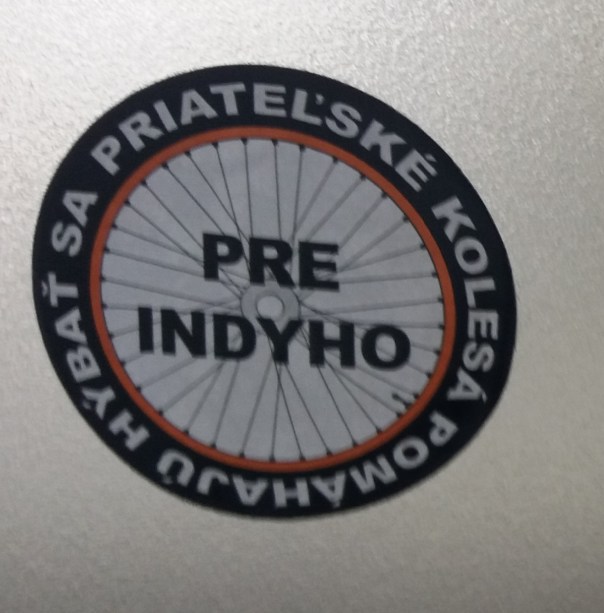 PRIATEĽSKÉ KOLESÁ POMÁHAJÚ HÝBAŤ SA
PRE
INDYHO